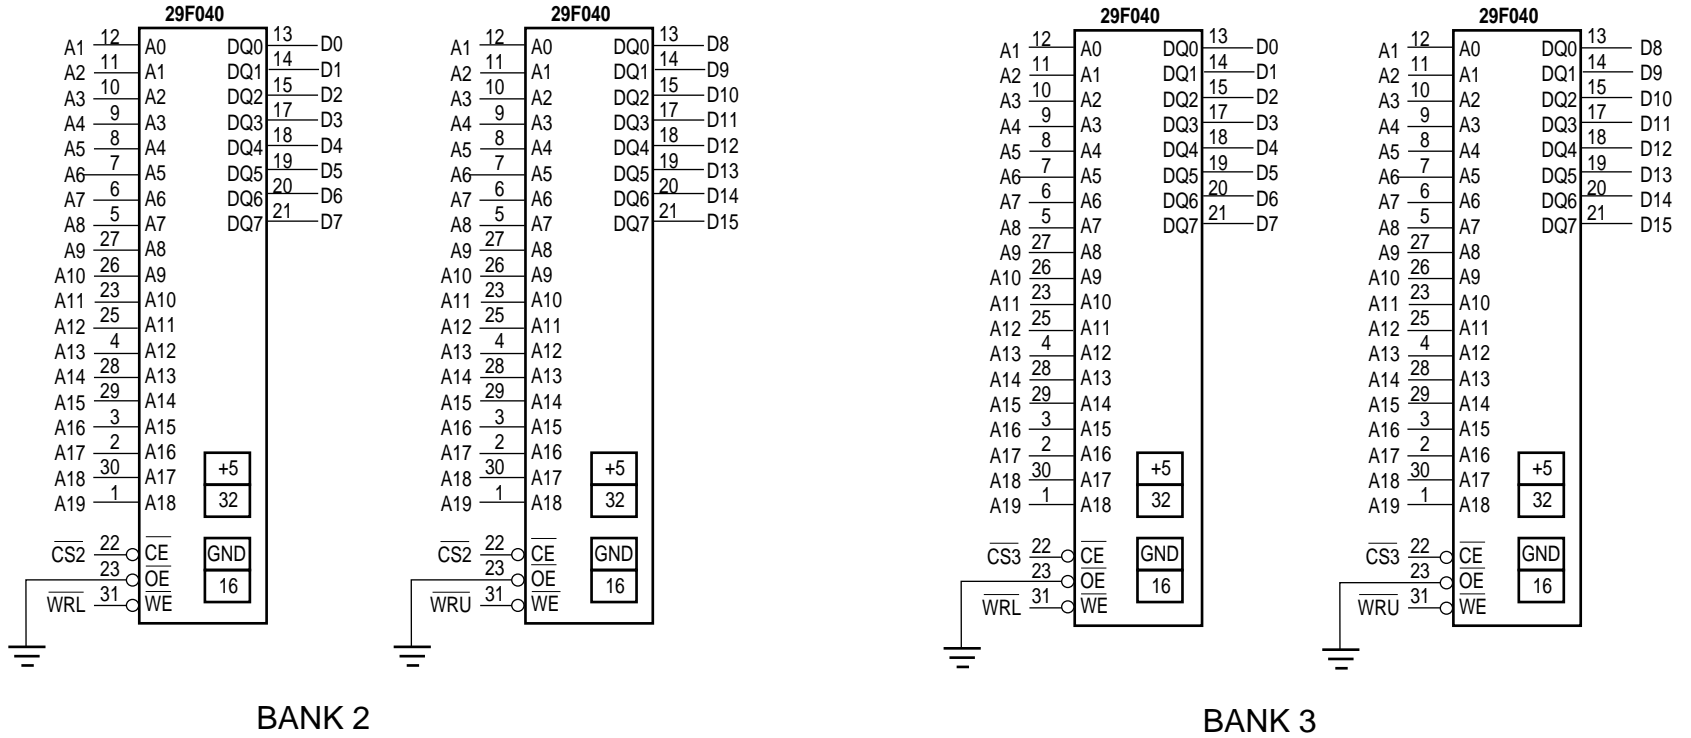 29F040 29F040 29F040 29F040
A1 12 A0 DQ0 13 D0 A1 12 A0 DQ0 13 D8 A1 12 A0 DQ0 13 D0 A1 12 A0 DQ0 13 D8
A2 11 A1 DQ1 14 D1 A2 11 A1 DQ1 14 D9 A2 11 A1 DQ1 14 D1 A2 11 A1 DQ1 14 D9
A3 10 A2 DQ2 15 D2 A3 10 A2 DQ2 15 D10 A3 10 A2 DQ2 15 D2 A3 10 A2 DQ2 15 D10
A4 9 A3 DQ3 17 D3 A4 9 A3 DQ3 17 D11 A4 9 A3 DQ3 17 D3 A4 9 A3 DQ3 17 D11
A5 8 A4 DQ4 18 D4 A5 8 A4 DQ4 18 D12 A5 8 A4 DQ4 18 D4 A5 8 A4 DQ4 18 D12
A6 7 A5 DQ5 19 D5 A6 7 A5 DQ5 19 D13 A6 7 A5 DQ5 19 D5 A6 7 A5 DQ5 19 D13
A7 6 A6 DQ6 20 D6 A7 6 A6 DQ6 20 D14 A7 6 A6 DQ6 20 D6 A7 6 A6 DQ6 20 D14
A8 5 A7 DQ7 21 D7 A8 5 A7 DQ7 21 D15 A8 5 A7 DQ7 21 D7 A8 5 A7 DQ7 21 D15
A9 27 A8 A9 27 A8 A9 27 A8 A9 27 A8
A10 26 A9 A10 26 A9 A10 26 A9 A10 26 A9
A11 23 A10 A11 23 A10 A11 23 A10 A11 23 A10
A12 25 A11 A12 25 A11 A12 25 A11 A12 25 A11
A13 4 A12 A13 4 A12 A13 4 A12 A13 4 A12
A14 28 A13 A14 28 A13 A14 28 A13 A14 28 A13
A15 29 A14 A15 29 A14 A15 29 A14 A15 29 A14
A16 3 A15 A16 3 A15 A16 3 A15 A16 3 A15
A17 2 A16 +5 A17 2 A16 +5 A17 2 A16 +5 A17 2 A16 +5
A18 30 A17 A18 30 A17 A18 30 A17 A18 30 A17
A19 1 A18 32 A19 1 A18 32 A19 1 A18 32 A19 1 A18 32
CS2 22 CE GND CS2 22 CE GND CS3 22 CE GND CS3 22 CE GND
23 OE 16 23 OE 16 23 OE 16 23 OE 16
WRL 31 WE WRU 31 WE WRL 31 WE WRU 31 WE
BANK 2 BANK 3